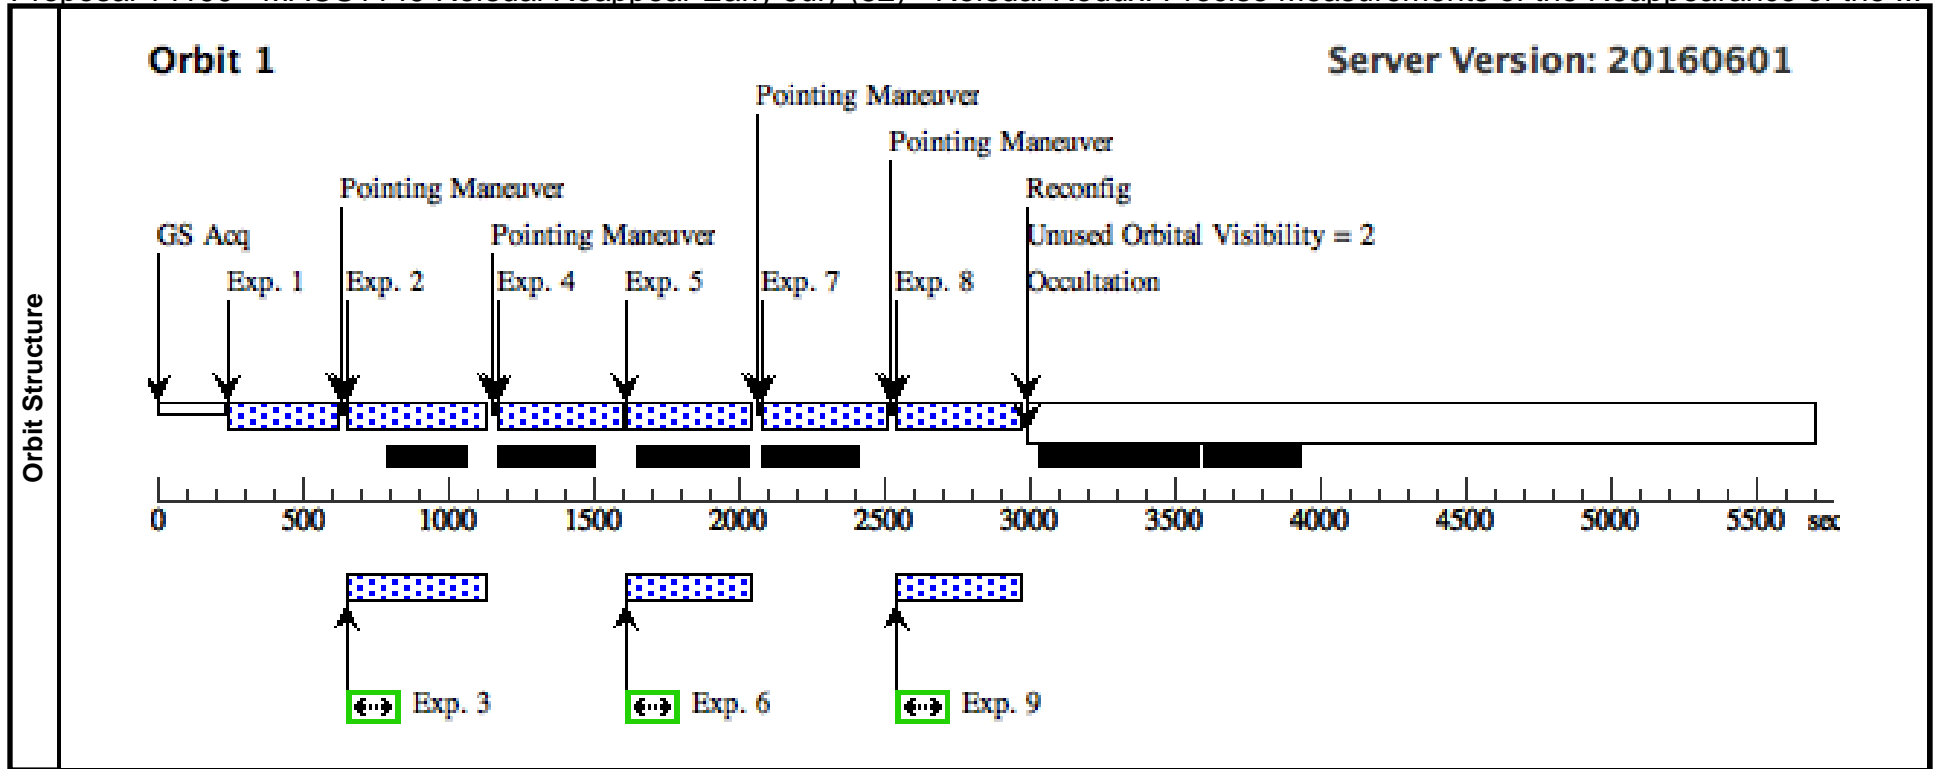 Orbit 1
Server Version: 20160601
Pointing Maneuver
Pointing Maneuver
Pointing Maneuver
Reconfig
GS Acq
Pointing Maneuver
Unused Orbital Visibility = 2
Exp. 1
Exp. 2
Exp. 4
Exp. 5
Exp. 7
Exp. 8
Occultation
Orbit Structure
0 500 1000 1500 2000 2500 3000 3500 4000 4500 5000 5500 sec
Exp. 3
Exp. 6
Exp. 9